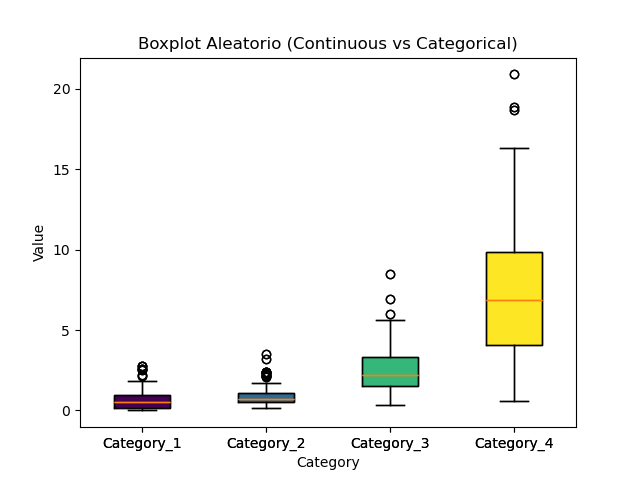 Boxplot Aleatorio (Continuous vs Categorical)
Value
20
15
10
5
0
Category_1 Category_2 Category_3 Category_4
Category